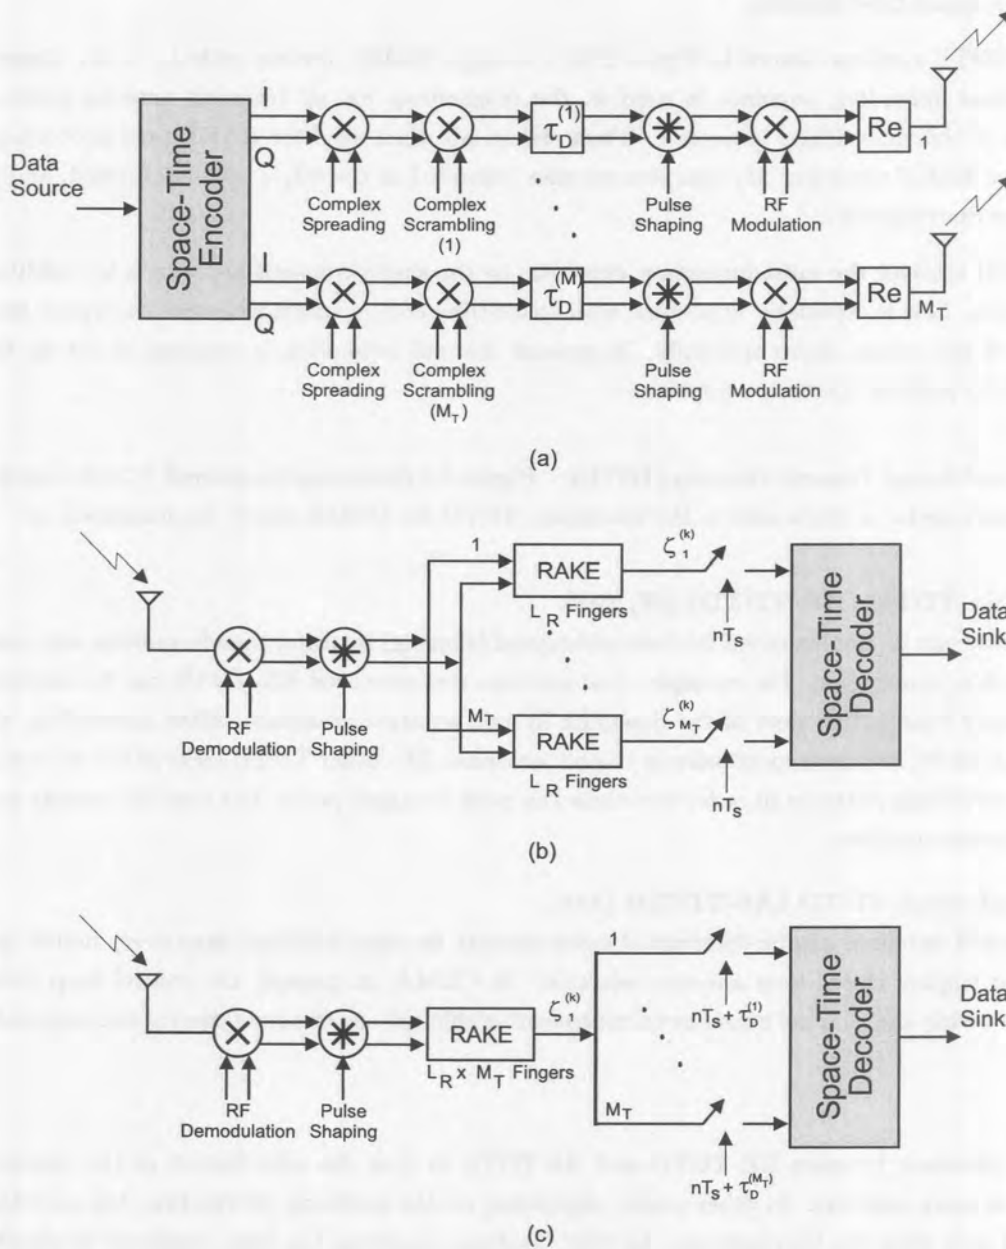 Data
Source
Space-Time
Encoder
Q
τ_D^(1)
Re
Complex
Spreading
Complex
Scrambling
(1)
Pulse
Shaping
RF
Modulation
I
Q
τ_D^(M)
Re
M_T
Complex
Spreading
Complex
Scrambling
(M_T)
Pulse
Shaping
RF
Modulation
(a)
RF
Demodulation
Pulse
Shaping
1
RAKE
L_R Fingers
ζ_1^(k)
nT_S
M_T
RAKE
L_R Fingers
ζ_{M_T}^(k)
nT_S
Space-Time
Decoder
Data
Sink
(b)
RF
Demodulation
Pulse
Shaping
RAKE
L_R x M_T Fingers
ζ_1^(k)
1
nT_S + τ_D^(1)
M_T
nT_S + τ_D^(M_T)
Space-Time
Decoder
Data
Sink
(c)